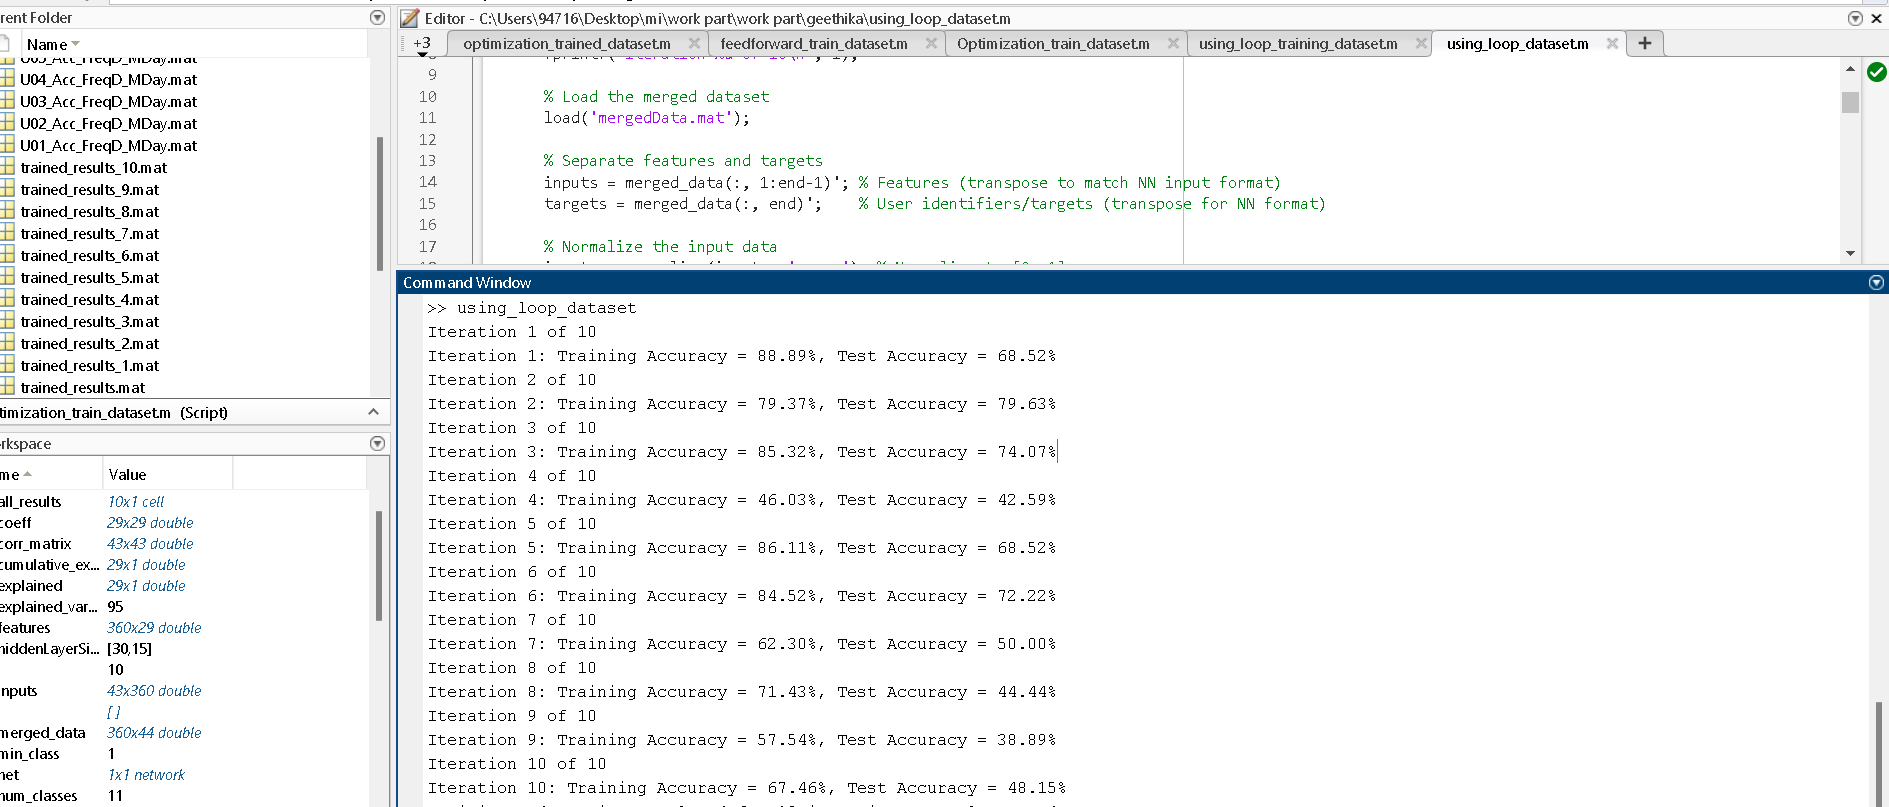 rent Folder
Name
U04_Acc_FreqD_MDay.mat
U03_Acc_FreqD_MDay.mat
U02_Acc_FreqD_MDay.mat
U01_Acc_FreqD_MDay.mat
trained_results_10.mat
trained_results_9.mat
trained_results_8.mat
trained_results_7.mat
trained_results_6.mat
trained_results_5.mat
trained_results_4.mat
trained_results_3.mat
trained_results_2.mat
trained_results_1.mat
trained_results.mat
timization_train_dataset.m (Script)
rkspace
me Value
all_results 10x1 cell
coeff 29x29 double
corr_matrix 43x43 double
cumulative_ex... 29x1 double
explained 29x1 double
explained_var... 95
features 360x29 double
hiddenLayerSi... [30,15]
10
inputs 43x360 double
[]
merged_data 360x44 double
min_class 1
net 1x1 network
num_classes 11
Editor - C:\Users\94716\Desktop\mi\work part\work part\geethika\using_loop_dataset.m
+3 optimization_trained_dataset.m feedforward_train_dataset.m Optimization_train_dataset.m using_loop_training_dataset.m using_loop_dataset.m
9
10 % Load the merged dataset
11 load('mergedData.mat');
12
13 % Separate features and targets
14 inputs = merged_data(:, 1:end-1)'; % Features (transpose to match NN input format)
15 targets = merged_data(:, end)'; % User identifiers/targets (transpose for NN format)
16
17 % Normalize the input data
Command Window
>> using_loop_dataset
Iteration 1 of 10
Iteration 1: Training Accuracy = 88.89%, Test Accuracy = 68.52%
Iteration 2 of 10
Iteration 2: Training Accuracy = 79.37%, Test Accuracy = 79.63%
Iteration 3 of 10
Iteration 3: Training Accuracy = 85.32%, Test Accuracy = 74.07%
Iteration 4 of 10
Iteration 4: Training Accuracy = 46.03%, Test Accuracy = 42.59%
Iteration 5 of 10
Iteration 5: Training Accuracy = 86.11%, Test Accuracy = 68.52%
Iteration 6 of 10
Iteration 6: Training Accuracy = 84.52%, Test Accuracy = 72.22%
Iteration 7 of 10
Iteration 7: Training Accuracy = 62.30%, Test Accuracy = 50.00%
Iteration 8 of 10
Iteration 8: Training Accuracy = 71.43%, Test Accuracy = 44.44%
Iteration 9 of 10
Iteration 9: Training Accuracy = 57.54%, Test Accuracy = 38.89%
Iteration 10 of 10
Iteration 10: Training Accuracy = 67.46%, Test Accuracy = 48.15%